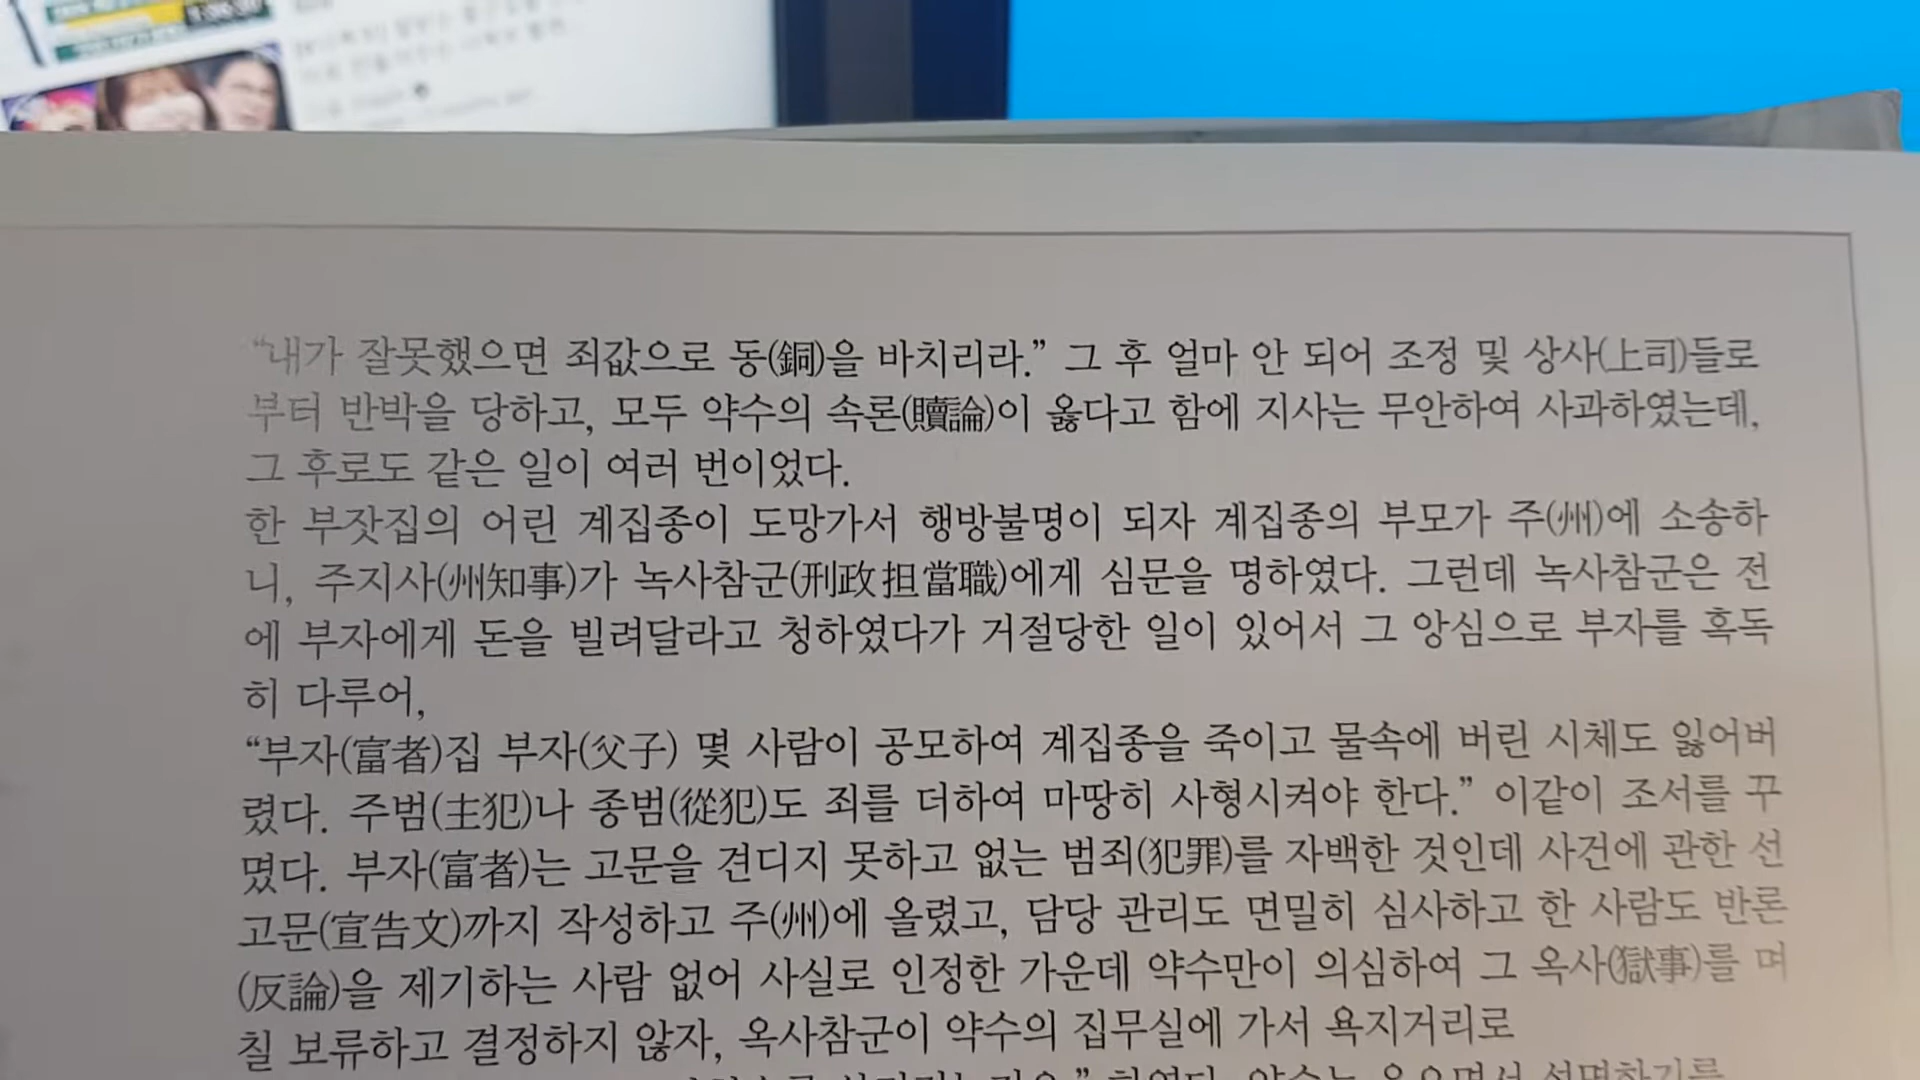 1:36:37
“내가 잘못했으면 죄값으로 동(銅)을 바치리라.” 그 후 얼마 안 되어 조정 및 상사(上司)들로
부터 반박을 당하고, 모두 약수의 속론(贖論)이 옳다고 함에 지사는 무안하여 사과하였는데,
그 후로도 같은 일이 여러 번이었다.
한 부잣집의 어린 계집종이 도망가서 행방불명이 되자 계집종의 부모가 주(州)에 소송하
니, 주지사(州知事)가 녹사참군(刑政担當職)에게 심문을 명하였다. 그런데 녹사참군은 전
에 부자에게 돈을 빌려달라고 청하였다가 거절당한 일이 있어서 그 앙심으로 부자를 혹독
히 다루어,
“부자(富者)집 부자(父子) 몇 사람이 공모하여 계집종을 죽이고 물속에 버린 시체도 잃어버
렸다. 주범(主犯)나 종범(從犯)도 죄를 더하여 마땅히 사형시켜야 한다.” 이같이 조서를 꾸
몄다. 부자(富者)는 고문을 견디지 못하고 없는 범죄(犯罪)를 자백한 것인데 사건에 관한 선
고문(宣告文)까지 작성하고 주(州)에 올렸고, 담당 관리도 면밀히 심사하고 한 사람도 반론
(反論)을 제기하는 사람 없어 사실로 인정한 가운데 약수만이 의심하여 그 옥사(獄事)를 며
칠 보류하고 결정하지 않자, 옥사참군이 약수의 집무실에 가서 욕지거리로
하였다. 약수는 웃으면서 설명하기를